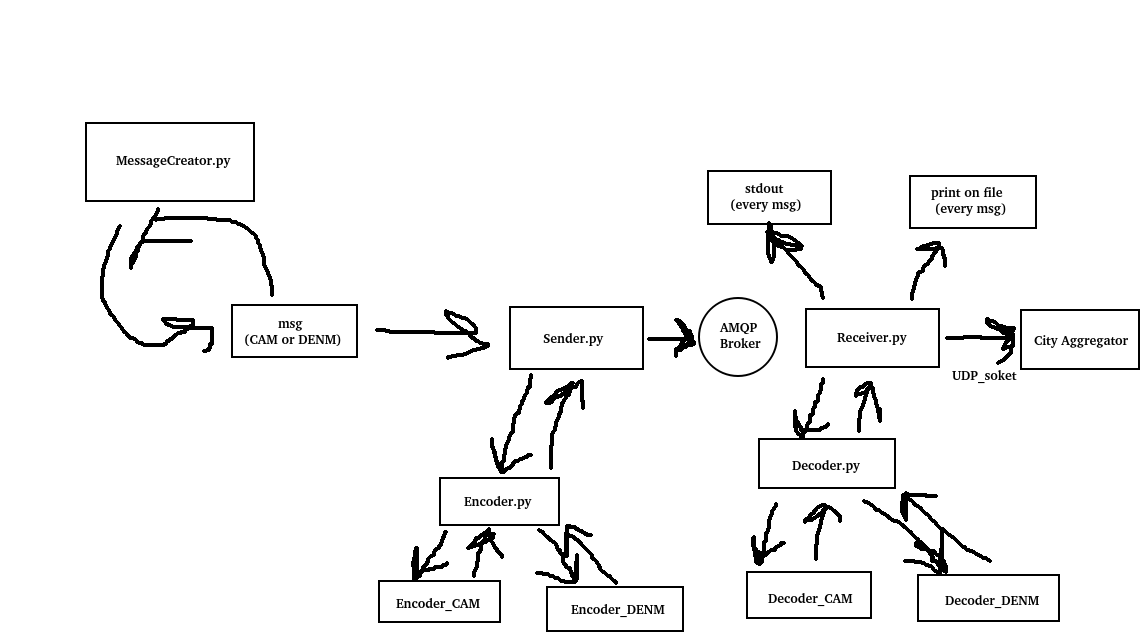 MessageCreator.py
stdout
(every msg)
print on file
(every msg)
msg
(CAM or DENM)
Sender.py
AMQP
Broker
Receiver.py
City Aggregator
UDP_soket
Encoder.py
Decoder.py
Encoder_CAM
Encoder_DENM
Decoder_CAM
Decoder_DENM